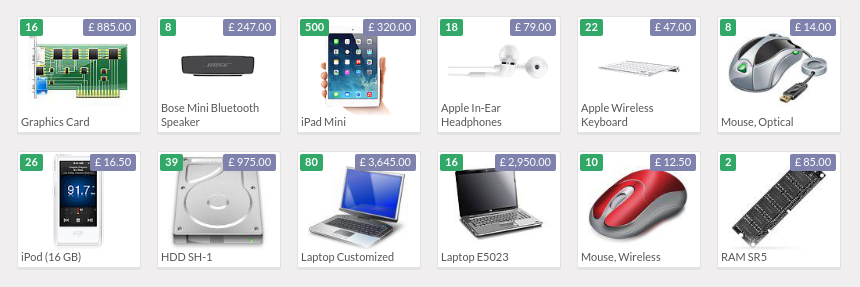 16 £ 885.00
Graphics Card
8 £ 247.00
BOSE
Bose Mini Bluetooth
Speaker
500 £ 320.00
iPad Mini
18 £ 79.00
Apple In-Ear
Headphones
22 £ 47.00
Apple Wireless
Keyboard
8 £ 14.00
Mouse, Optical
26 £ 16.50
91.7
iPod (16 GB)
39 £ 975.00
HDD SH-1
80 £ 3,645.00
Laptop Customized
16 £ 2,950.00
Laptop E5023
10 £ 12.50
Mouse, Wireless
2 £ 85.00
RAM SR5